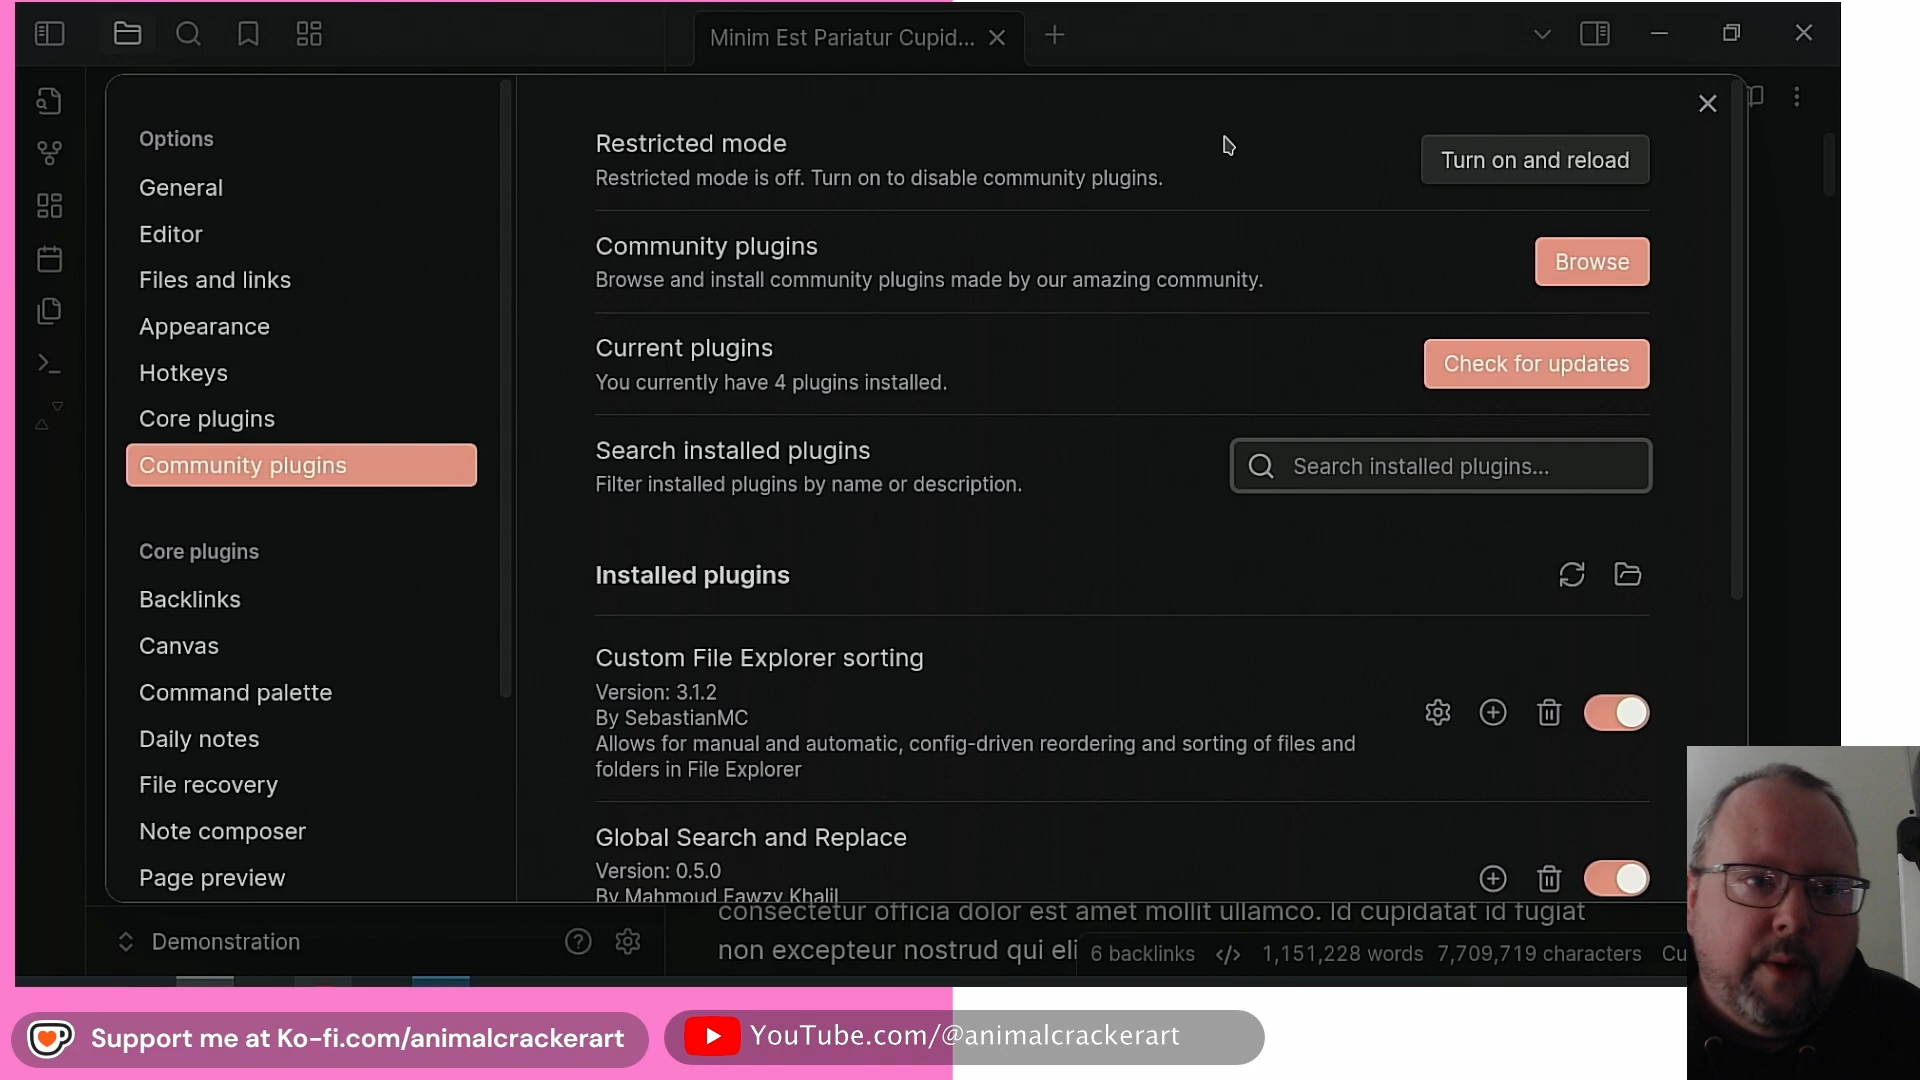 Minim Est Pariatur Cupid...
Options
General
Editor
Files and links
Appearance
Hotkeys
Core plugins
Community plugins
Core plugins
Backlinks
Canvas
Command palette
Daily notes
File recovery
Note composer
Page preview
Restricted mode
Restricted mode is off. Turn on to disable community plugins.
Turn on and reload
Community plugins
Browse and install community plugins made by our amazing community.
Browse
Current plugins
You currently have 4 plugins installed.
Check for updates
Search installed plugins
Filter installed plugins by name or description.
Search installed plugins...
Installed plugins
Custom File Explorer sorting
Version: 3.1.2
By SebastianMC
Allows for manual and automatic, config-driven reordering and sorting of files and
folders in File Explorer
Global Search and Replace
Version: 0.5.0
By Mahmoud Fawzy Khalil
consectetur officia dolor est amet mollit ullamco. Id cupidatat id fugiat
non excepteur nostrud qui eli
Demonstration
6 backlinks </> 1,151,228 words 7,709,719 characters Cu
Support me at Ko-fi.com/animalcrackerart
YouTube.com/@animalcrackerart